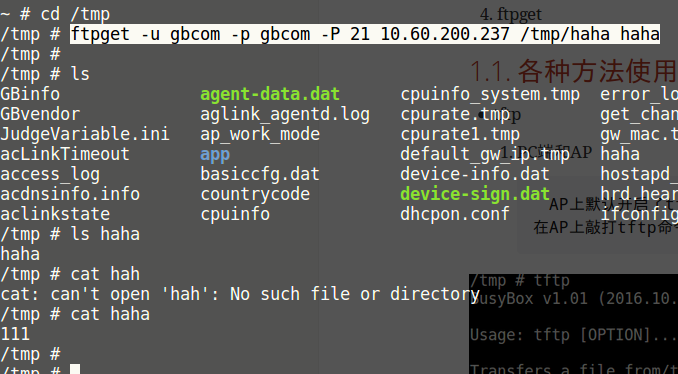 ~ # cd /tmp
/tmp # ftpget -u gbcom -p gbcom -P 21 10.60.200.237 /tmp/haha haha
/tmp #
/tmp # ls
GBinfo agent-data.dat cpuinfo_system.tmp error_lo
GBvendor aglink_agentd.log cpurate.tmp get_chan
JudgeVariable.ini ap_work_mode cpurate1.tmp gw_mac.t
acLinkTimeout app default_gw_ip.tmp haha
access_log basiccfg.dat device-info.dat hostapd_
acdnsinfo.info countrycode device-sign.dat hrd.hear
aclinkstate cpuinfo dhcpon.conf ifconfig
/tmp # ls haha
haha
/tmp # cat hah
cat: can't open 'hah': No such file or directory
/tmp # cat haha
111
/tmp #
/tmp #
4. ftpget
1.1. 各种方法使用
1. PC端和AP
在AP上敲打tftp命令
/tmp # tftp
BusyBox v1.01 (2016.10.
Usage: tftp [OPTION]...
Transfers a file from/t